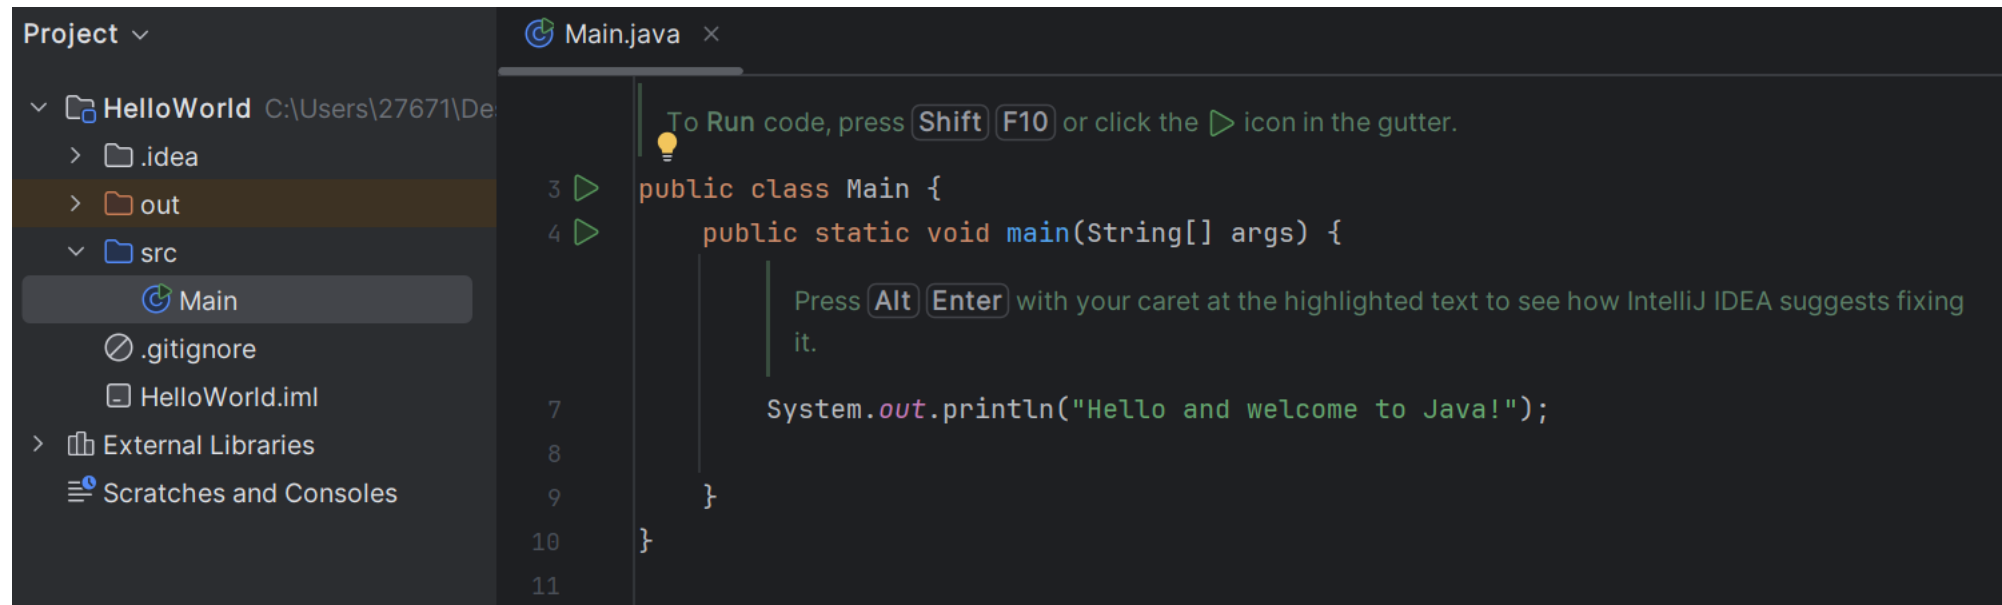 Project
HelloWorld C:\Users\27671\De
.idea
out
src
Main
.gitignore
HelloWorld.iml
External Libraries
Scratches and Consoles
Main.java
To Run code, press Shift F10 or click the icon in the gutter.
3 public class Main {
4 public static void main(String[] args) {
Press Alt Enter with your caret at the highlighted text to see how IntelliJ IDEA suggests fixing
it.
7 System.out.println("Hello and welcome to Java!");
8
9 }
10 }
11